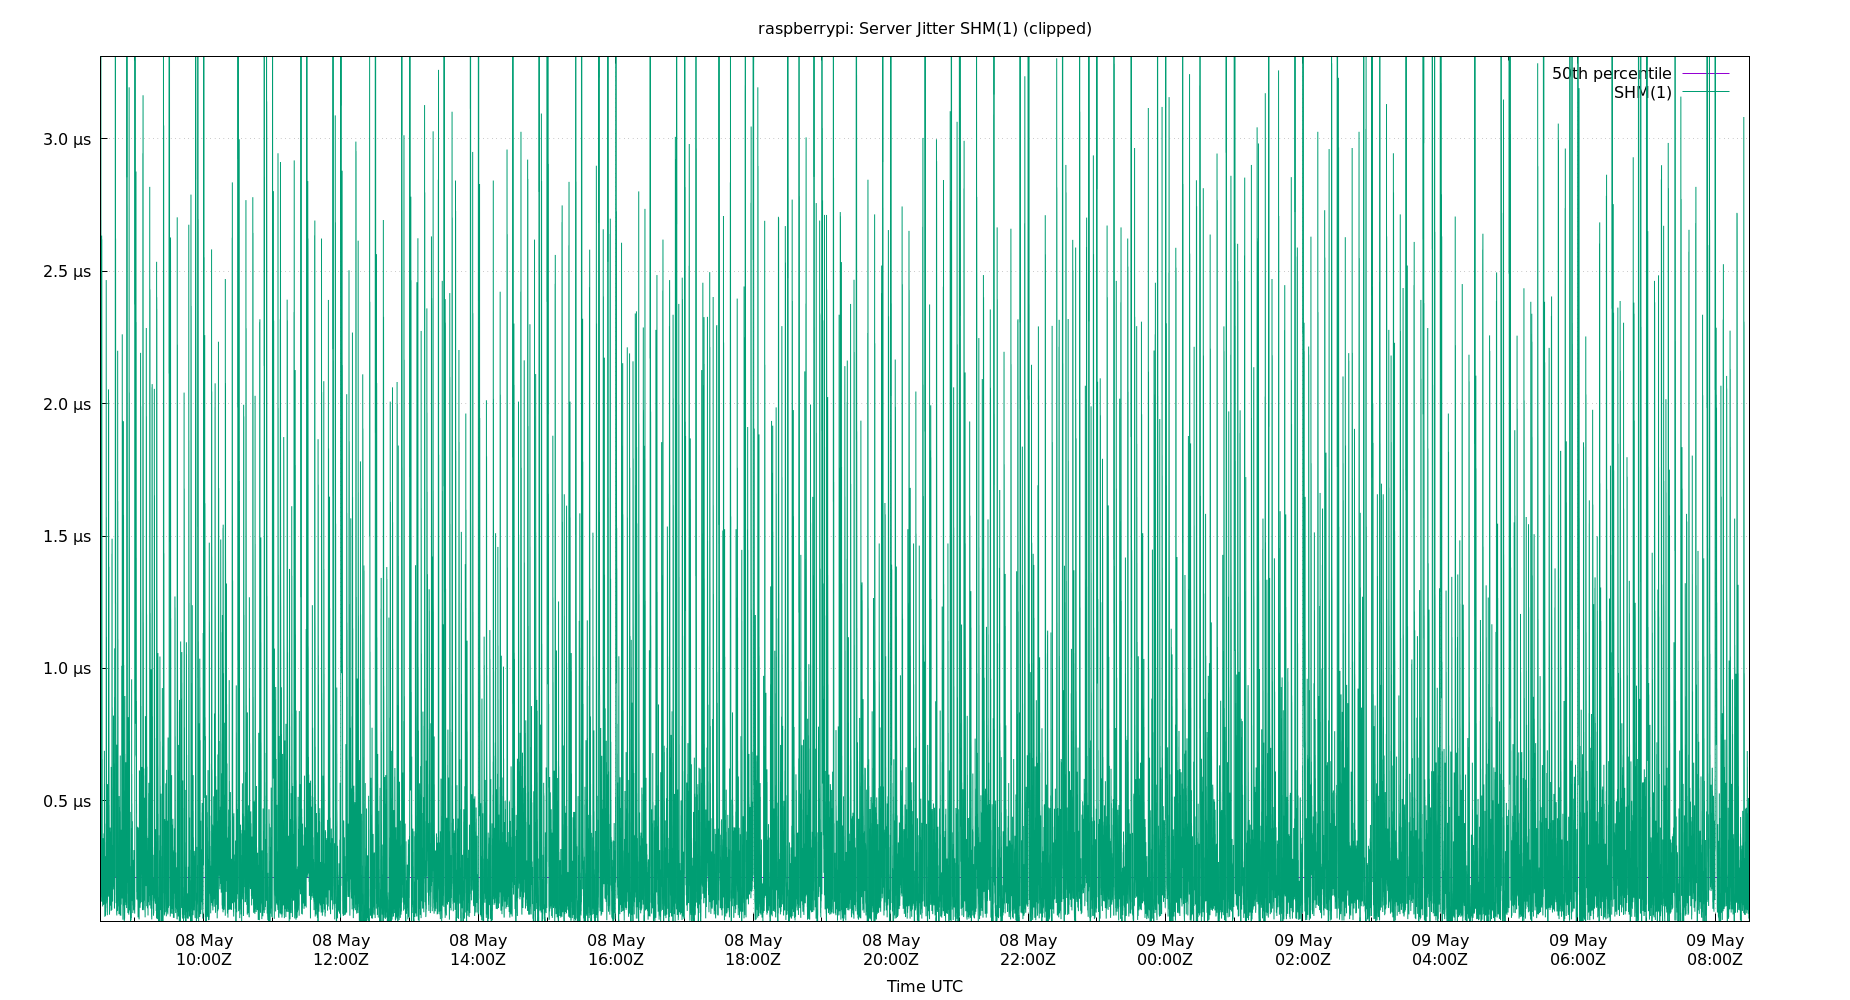 raspberrypi: Server Jitter SHM(1) (clipped)
50th percentile
SHM(1)
3.0 µs
2.5 µs
2.0 µs
1.5 µs
1.0 µs
0.5 µs
08 May 08 May 08 May 08 May 08 May 08 May 08 May 09 May 09 May 09 May 09 May 09 May
10:00Z 12:00Z 14:00Z 16:00Z 18:00Z 20:00Z 22:00Z 00:00Z 02:00Z 04:00Z 06:00Z 08:00Z
Time UTC